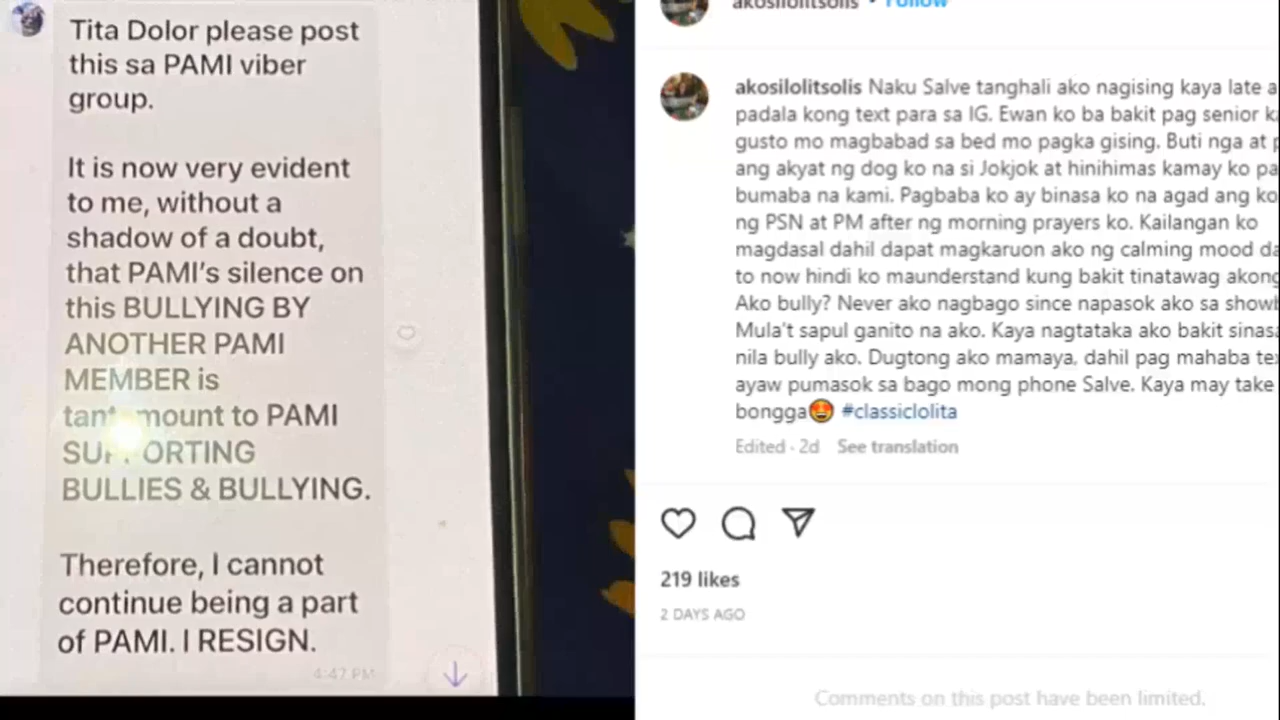 Tita Dolor please post
this sa PAMI viber
group.
It is now very evident
to me, without a
shadow of a doubt,
that PAMI's silence on
this BULLYING BY
ANOTHER PAMI
MEMBER is
mount to PAMI
BULLIES & BULLYING.
Therefore, I cannot
continue being a part
of PAMI. I RESIGN.
4:47 PM
akosilolitsolis • Follow
akosilolitsolis Naku Salve tanghali ako nagising kaya late
padala kong text para sa IG. Ewan ko ba bakit pag senior
gusto mo magbabad sa bed mo pagka gising. Buti nga at
ang akyat ng dog ko na si Jokjok at hinihimas kamay ko
bumaba na kami. Pagbaba ko ay binasa ko na agad ang
ng PSN at PM after ng morning prayers ko. Kailangan ko
magdasal dahil dapat magkaruon ako ng calming mood
to now hindi ko maunderstand kung bakit tinatawag akong
Ako bully? Never ako nagbago since napasok ako sa
Mula't sapul ganito na ako. Kaya nagtataka ako bakit
nila bully ako. Dugtong ako mamaya, dahil pag mahaba
ayaw pumasok sa bago mong phone Salve. Kaya may take
bongga🤩 #classiclolita
Edited · 2d See translation
219 likes
2 DAYS AGO
Comments on this post have been limited.